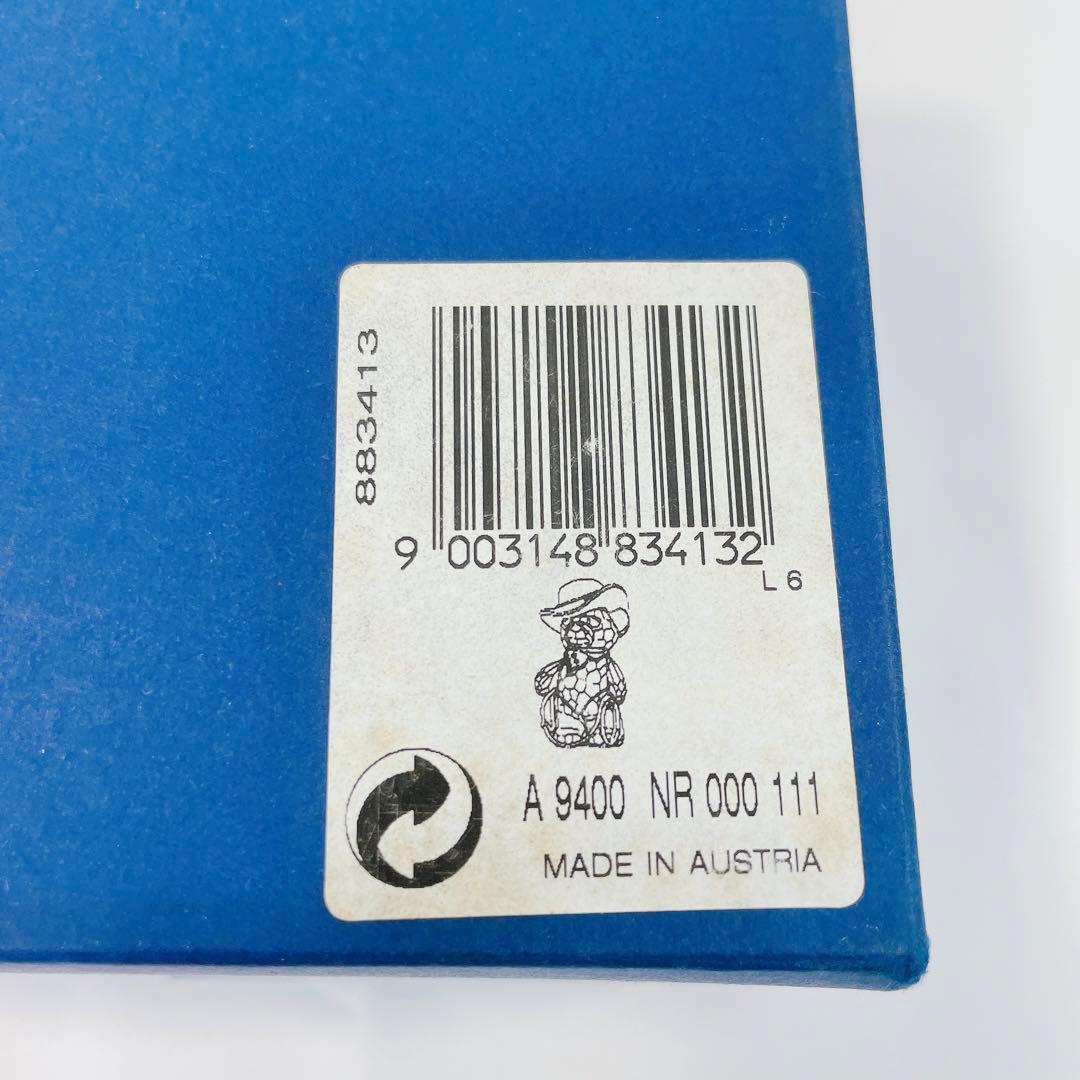 883413
9 003148 834132
L 6
A 9400 NR 000 111
MADE IN AUSTRIA